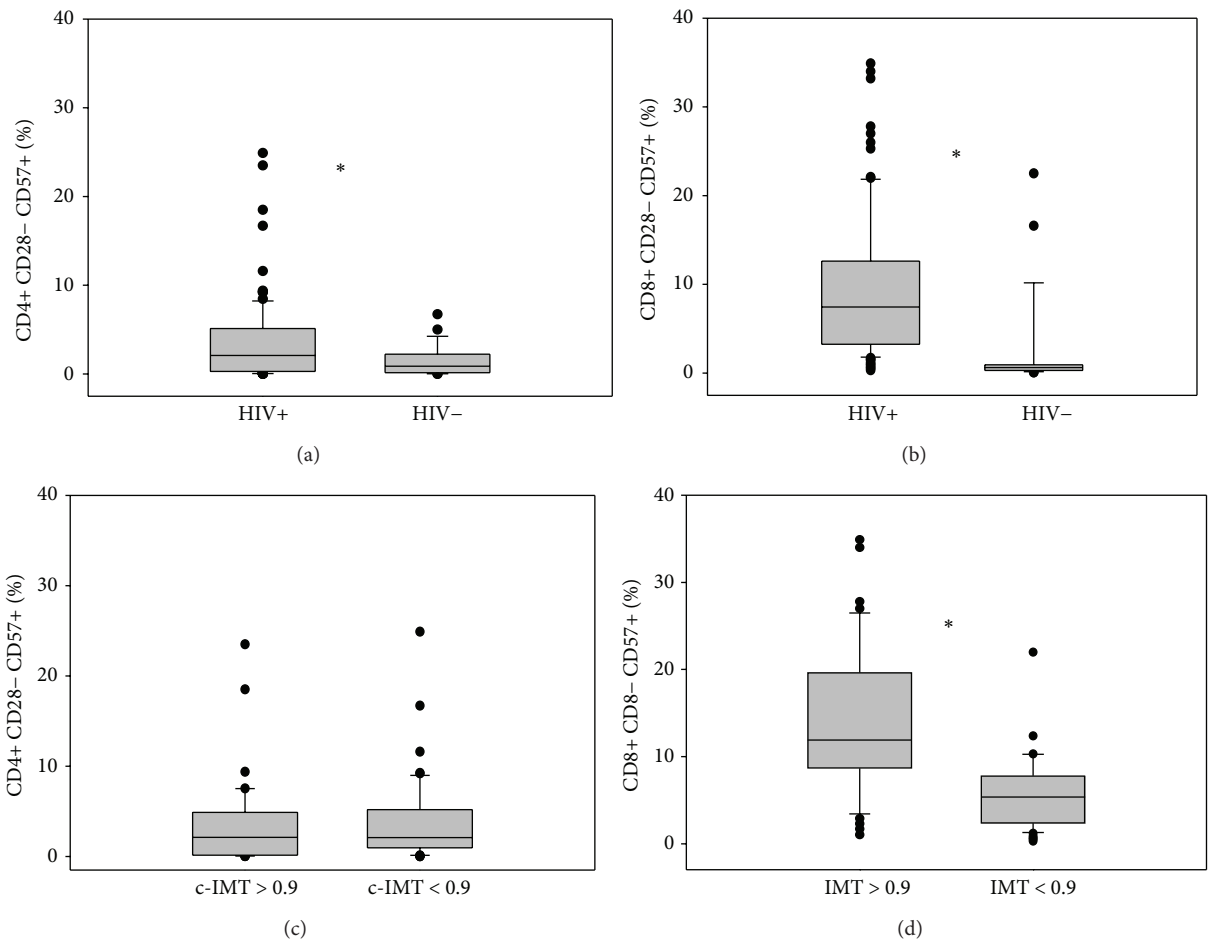 40
30
20
10
0
CD4+ CD28− CD57+ (%)
*
HIV+
HIV−
(a)
40
30
20
10
0
CD8+ CD28− CD57+ (%)
*
HIV+
HIV−
(b)
40
30
20
10
0
CD4+ CD28− CD57+ (%)
c-IMT > 0.9
c-IMT < 0.9
(c)
40
30
20
10
0
CD8+ CD8− CD57+ (%)
*
IMT > 0.9
IMT < 0.9
(d)